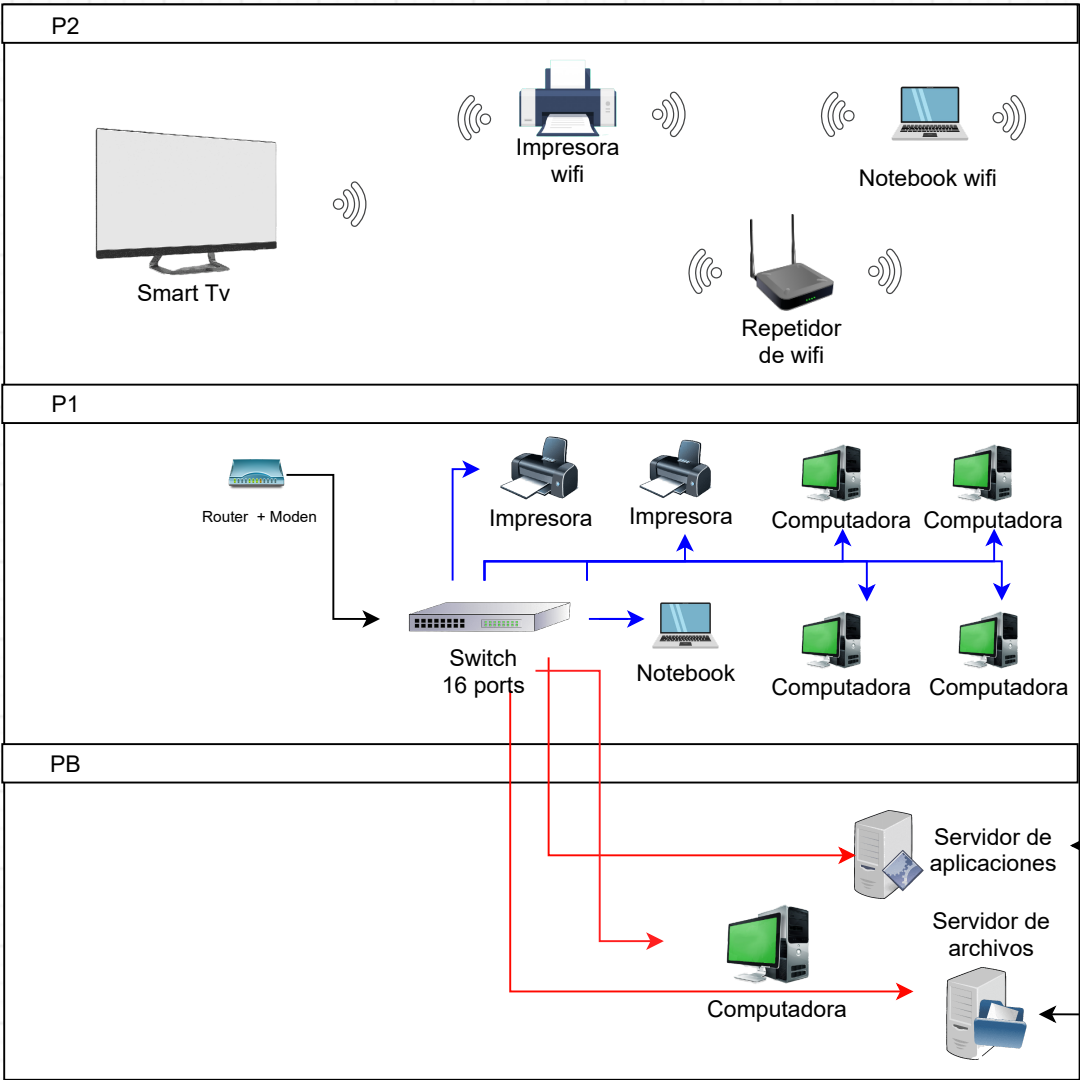 P2
Impresora
wifi
Notebook wifi
Smart Tv
Repetidor
de wifi
P1
Router + Moden
Impresora
Impresora
Computadora
Computadora
Switch
16 ports
Notebook
Computadora
Computadora
PB
Servidor de
aplicaciones
Servidor de
archivos
Computadora